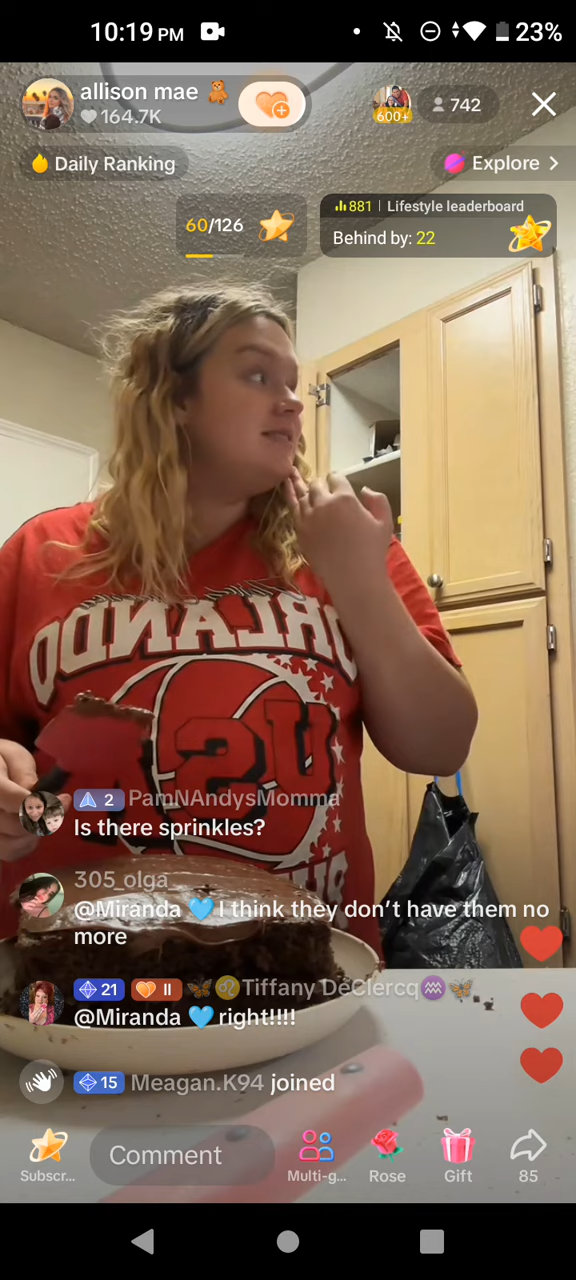 10:19 PM
23%
allison mae 🧸
164.7K
600+
742
Daily Ranking
Explore >
60/126
881 | Lifestyle leaderboard
Behind by: 22
ORLANDO
USA
2 PamNAndysMomma
Is there sprinkles?
305_olga
@Miranda 🩵 I think they don't have them no
more
21 II 🦋♌Tiffany DeClercq♒🦋
@Miranda 🩵 right!!!!
15 Meagan.K94 joined
Comment
Subscr...
Multi-g...
Rose
Gift
85